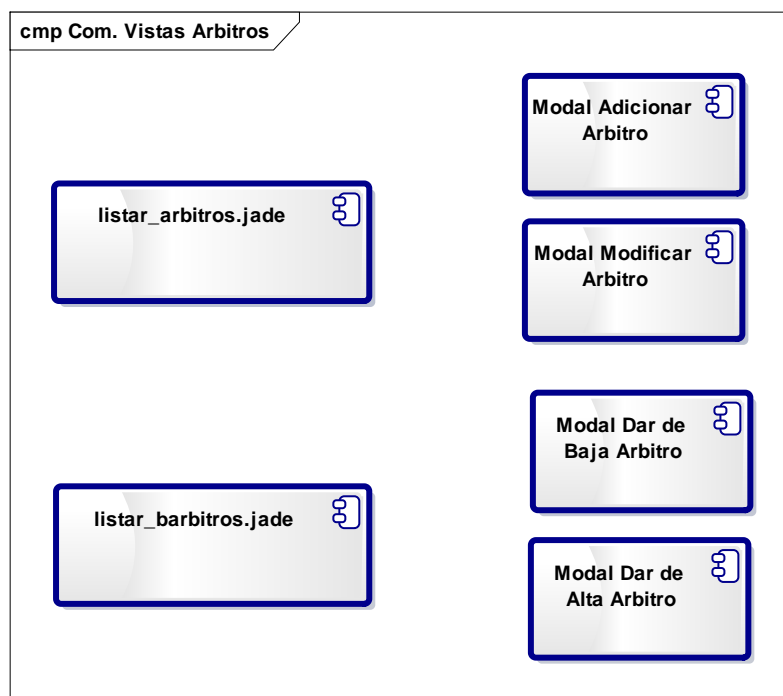 cmp Com. Vistas Arbitros
Modal Adicionar
Arbitro
listar_arbitros.jade
Modal Modificar
Arbitro
Modal Dar de
Baja Arbitro
listar_barbitros.jade
Modal Dar de
Alta Arbitro